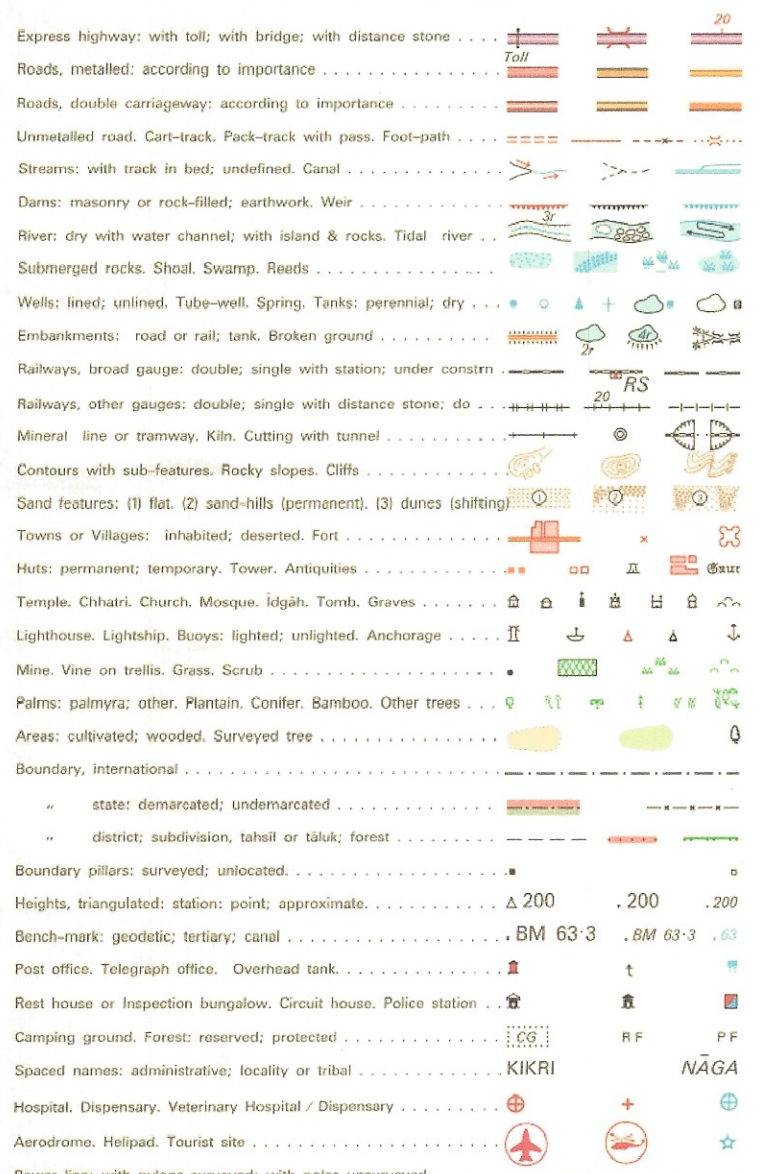 20
Express highway: with toll; with bridge; with distance stone
Toll
Roads, metalled: according to importance
Roads, double carriageway: according to importance
Unmetalled road. Cart-track. Pack-track with pass. Foot-path
Streams: with track in bed; undefined. Canal
Dams: masonry or rock-filled; earthwork. Weir
3r
River: dry with water channel; with island & rocks. Tidal river
Submerged rocks. Shoal. Swamp. Reeds
Wells: lined; unlined. Tube-well. Spring. Tanks: perennial; dry
Embankments: road or rail; tank. Broken ground
2r 4r
Railways, broad gauge: double; single with station; under constrn
RS
Railways, other gauges: double; single with distance stone; do
20
Mineral line or tramway. Kiln. Cutting with tunnel
Contours with sub-features. Rocky slopes. Cliffs
Sand features: (1) flat. (2) sand-hills (permanent). (3) dunes (shifting) 1 2 3
Towns or Villages: inhabited; deserted. Fort
Huts: permanent; temporary. Tower. Antiquities Gaur
Temple. Chhatri. Church. Mosque. Īdgāh. Tomb. Graves
Lighthouse. Lightship. Buoys: lighted; unlighted. Anchorage
Mine. Vine on trellis. Grass. Scrub
Palms: palmyra; other. Plantain. Conifer. Bamboo. Other trees
Areas: cultivated; wooded. Surveyed tree
Boundary, international
„ state: demarcated; undemarcated
„ district; subdivision, tahsīl or tāluk; forest
Boundary pillars: surveyed; unlocated.
Heights, triangulated: station: point; approximate. 200 .200 .200
Bench-mark: geodetic; tertiary; canal .BM 63·3 .BM 63·3 .63
Post office. Telegraph office. Overhead tank.
Rest house or Inspection bungalow. Circuit house. Police station
Camping ground. Forest: reserved; protected CG RF PF
Spaced names: administrative; locality or tribal KIKRI NĀGA
Hospital. Dispensary. Veterinary Hospital / Dispensary
Aerodrome. Helipad. Tourist site